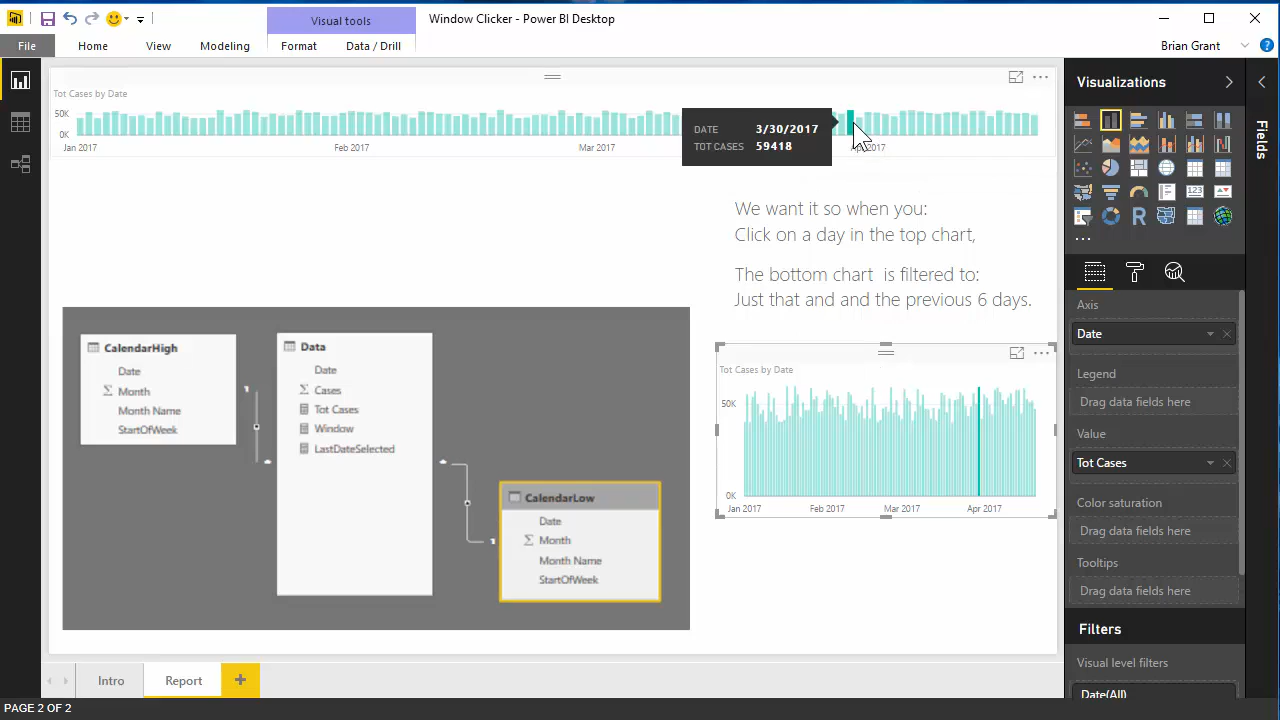 Visual tools
Window Clicker - Power BI Desktop
File
Home
View
Modeling
Format
Data / Drill
Brian Grant
Tot Cases by Date
50K
0K
Jan 2017
Feb 2017
Mar 2017
2017
DATE 3/30/2017
TOT CASES 59418
We want it so when you:
Click on a day in the top chart,
The bottom chart is filtered to:
Just that and and the previous 6 days.
CalendarHigh
Date
Month
Month Name
StartOfWeek
1
Data
Date
Cases
Tot Cases
Window
LastDateSelected
1
CalendarLow
Date
Month
Month Name
StartOfWeek
Tot Cases by Date
50K
0K
Jan 2017
Feb 2017
Mar 2017
Apr 2017
Visualizations
123
R
Fields
Axis
Date
Legend
Drag data fields here
Value
Tot Cases
Color saturation
Drag data fields here
Tooltips
Drag data fields here
Filters
Visual level filters
Date(All)
Intro
Report
PAGE 2 OF 2